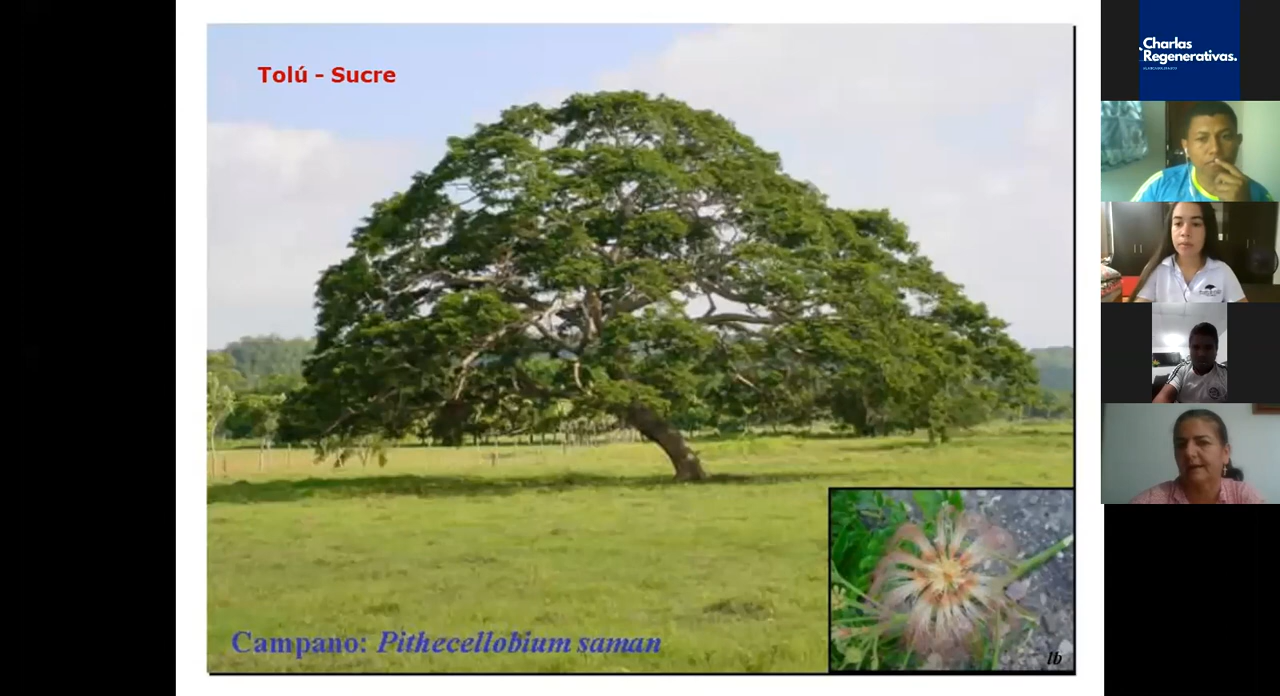 Tolú - Sucre
Campano: Pithecellobium saman
lb
Charlas
Regenerativas.